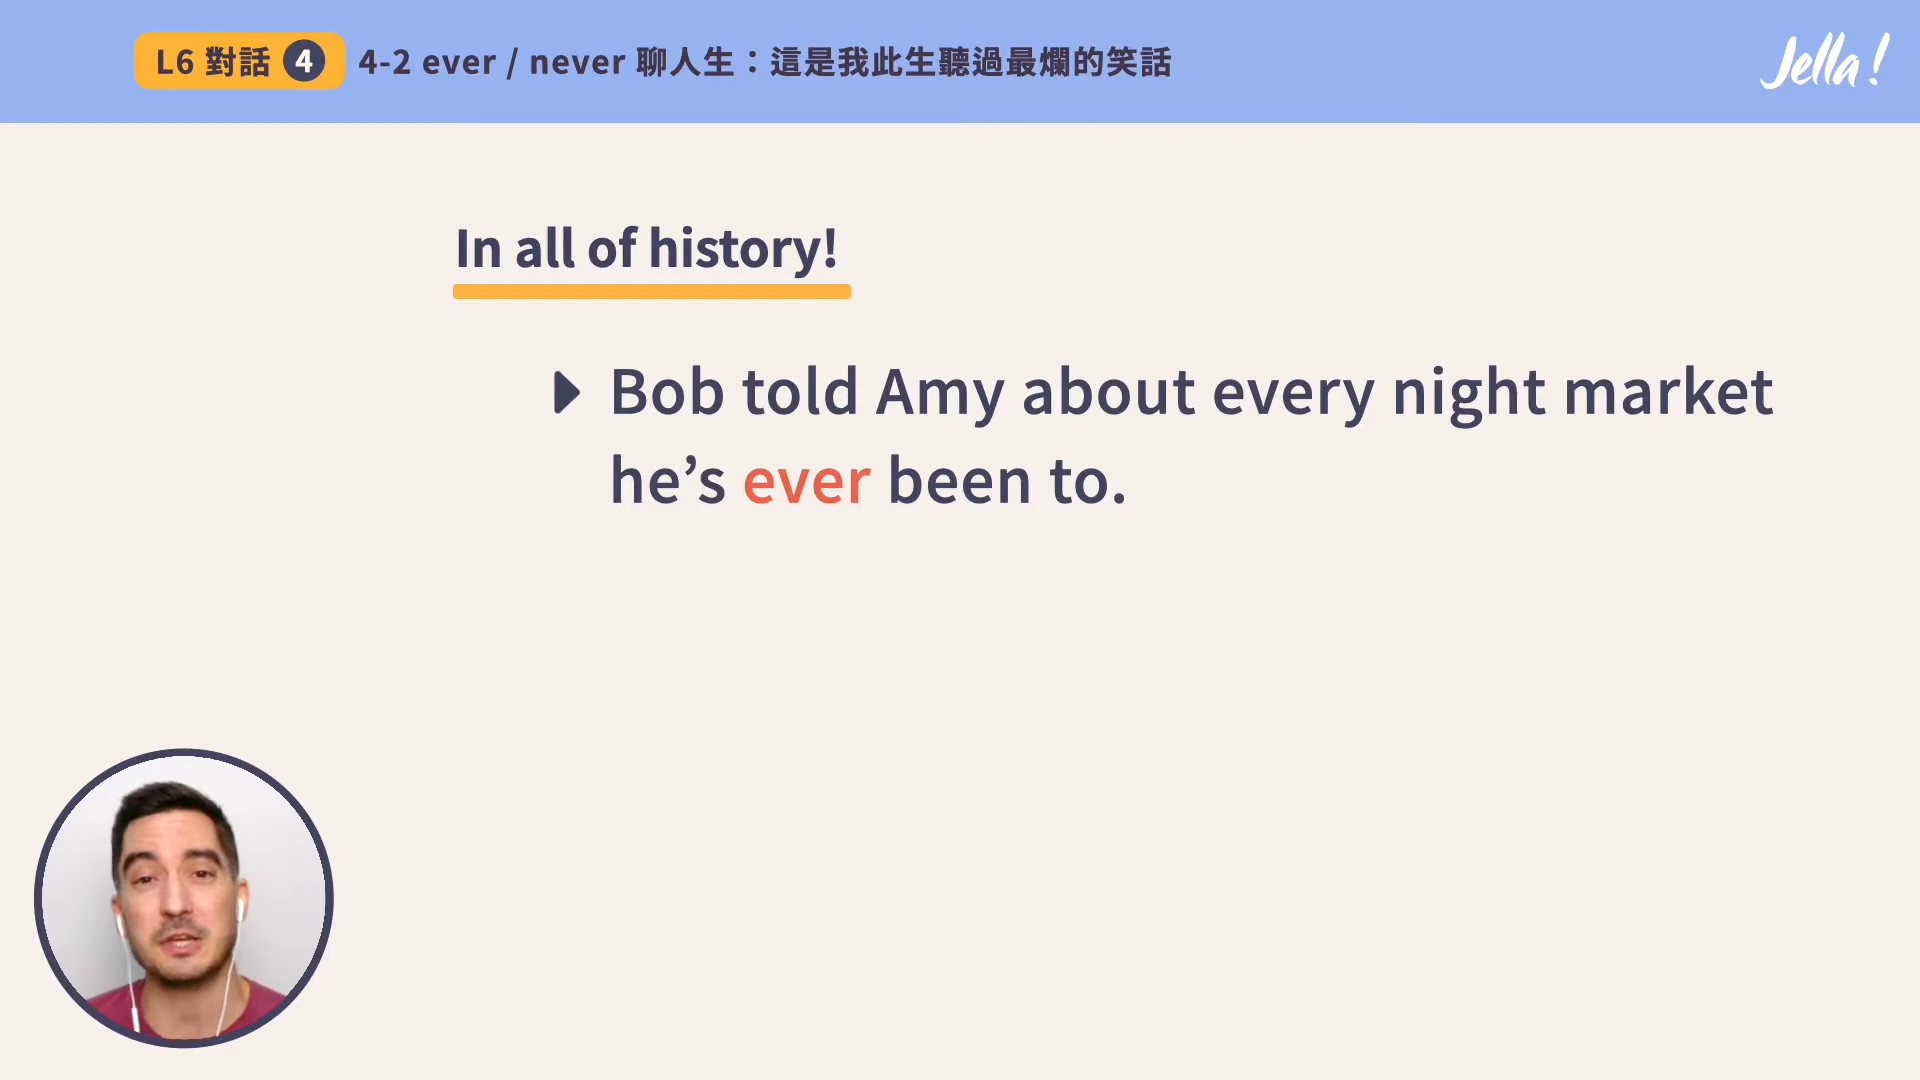 L6 對話 4 4-2 ever / never 聊人生：這是我此生聽過最爛的笑話
Jella!
In all of history!
Bob told Amy about every night market
he’s ever been to.